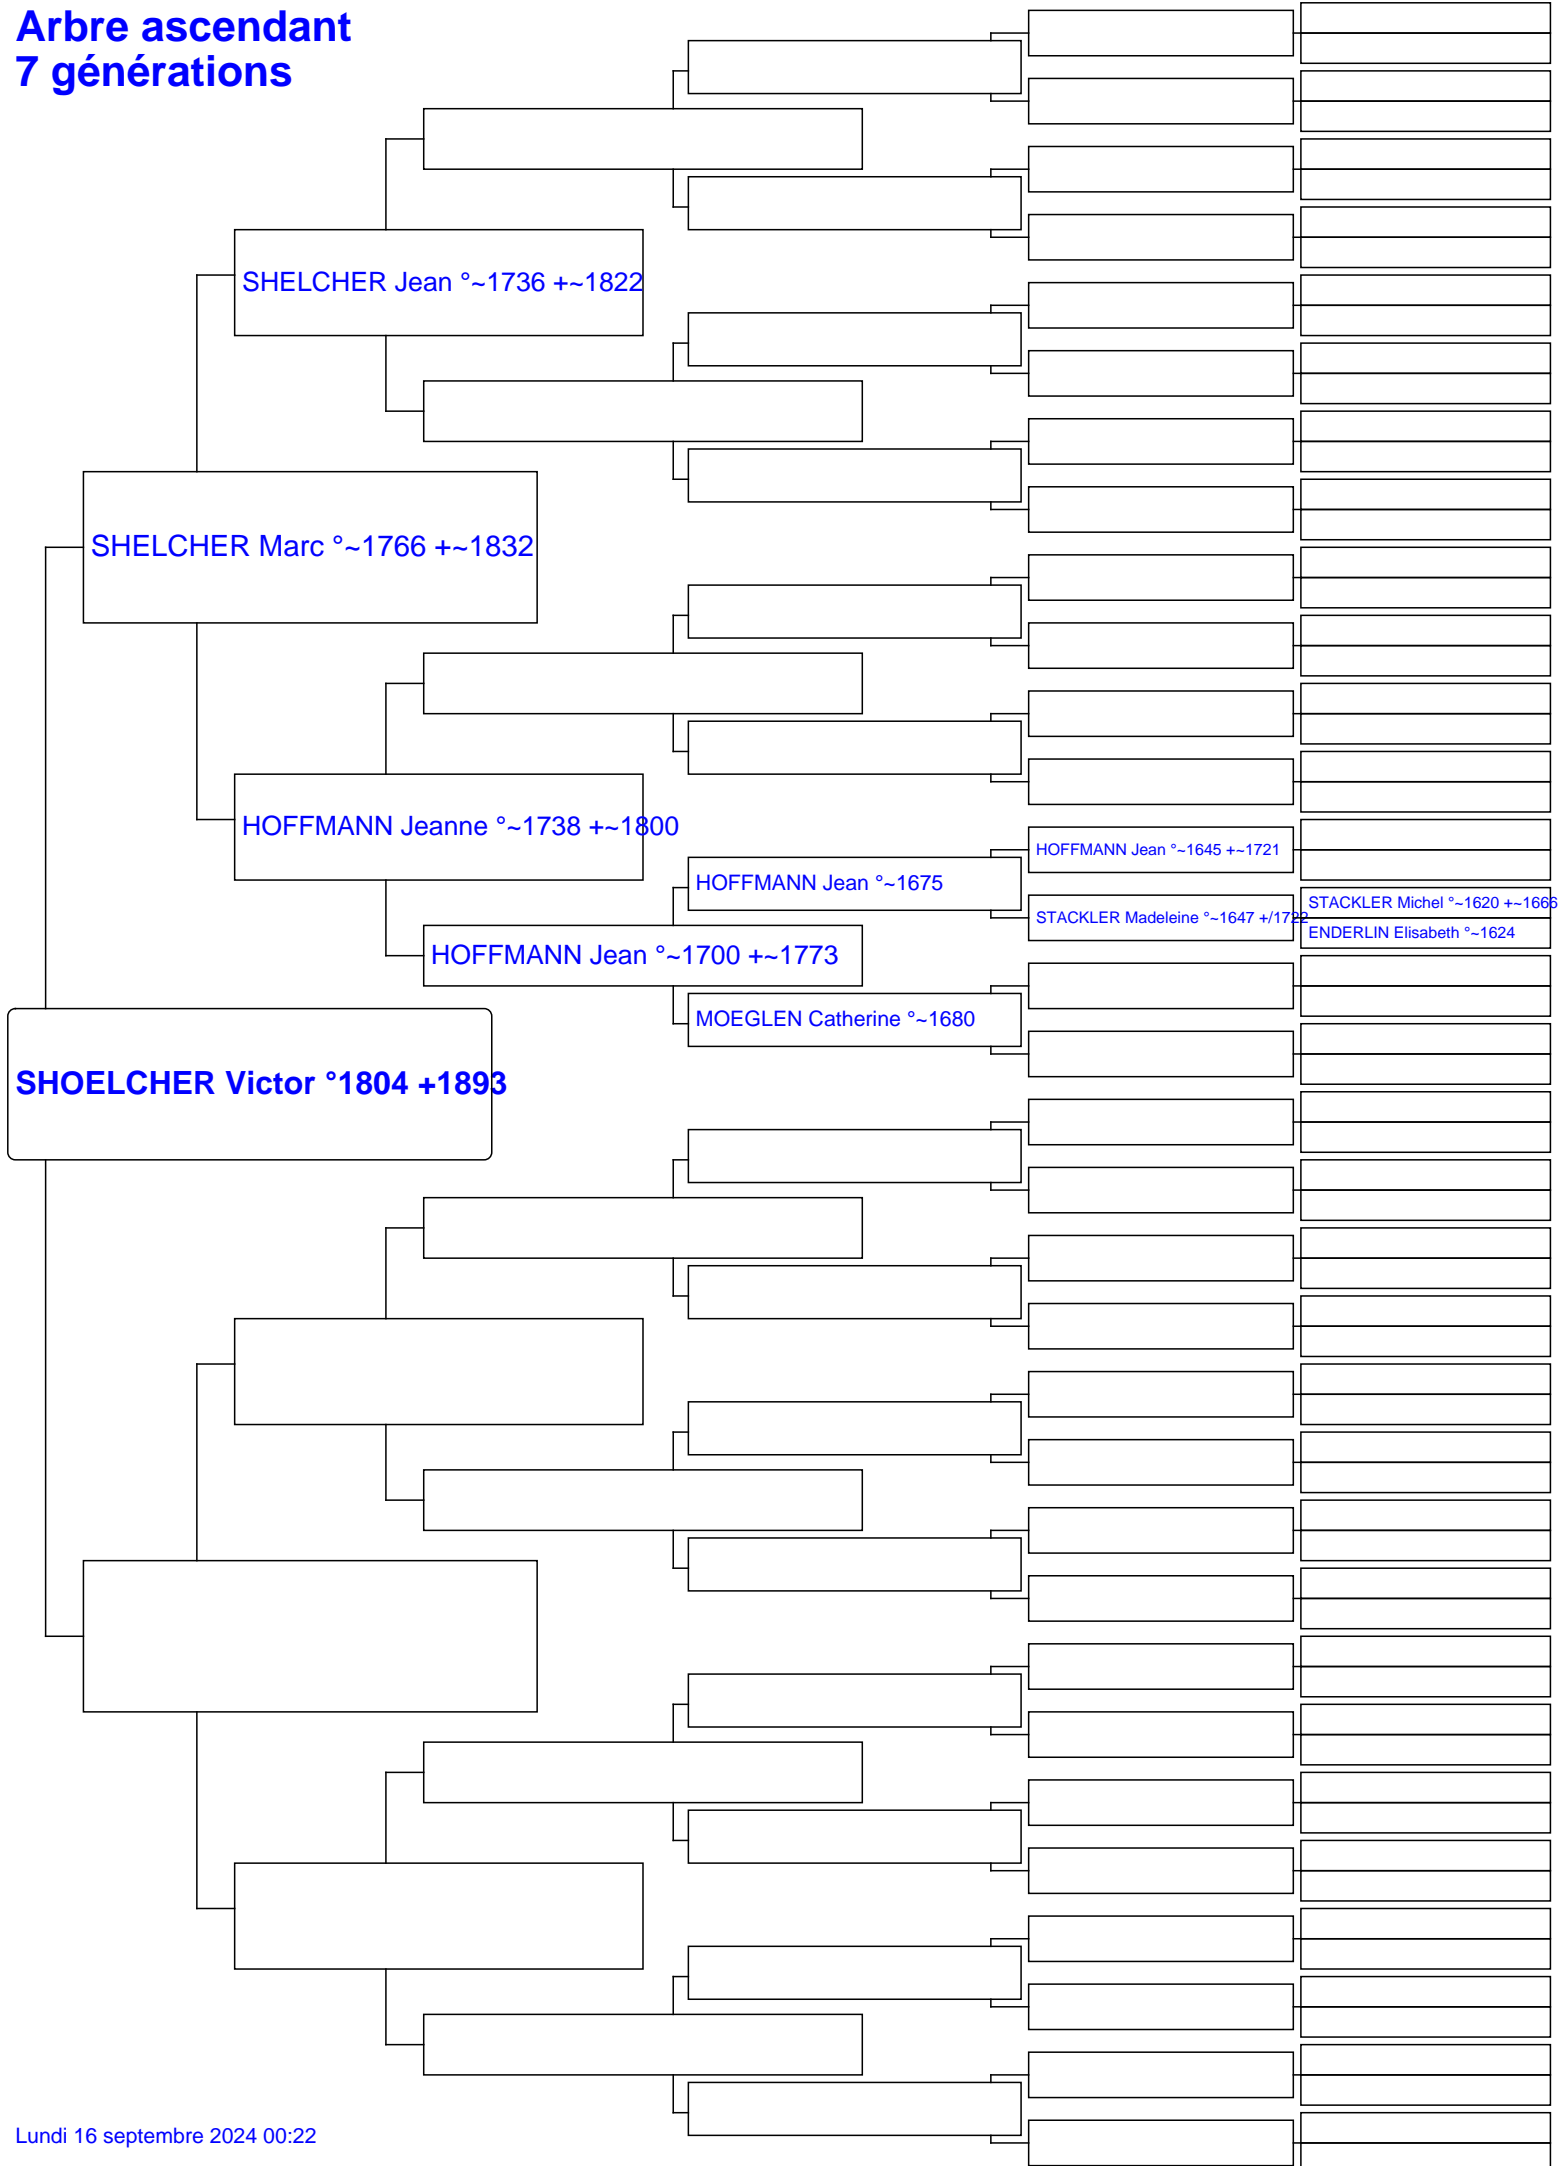 Arbre ascendant
7 générations
SHELCHER Jean °~1736 +~1822
SHELCHER Marc °~1766 +~1832
HOFFMANN Jeanne °~1738 +~1800
HOFFMANN Jean °~1645 +~1721
HOFFMANN Jean °~1675
STACKLER Michel °~1620 +~1666
STACKLER Madeleine °~1647 +/1722
ENDERLIN Elisabeth °~1624
HOFFMANN Jean °~1700 +~1773
MOEGLEN Catherine °~1680
SHOELCHER Victor °1804 +1893
Lundi 16 septembre 2024 00:22